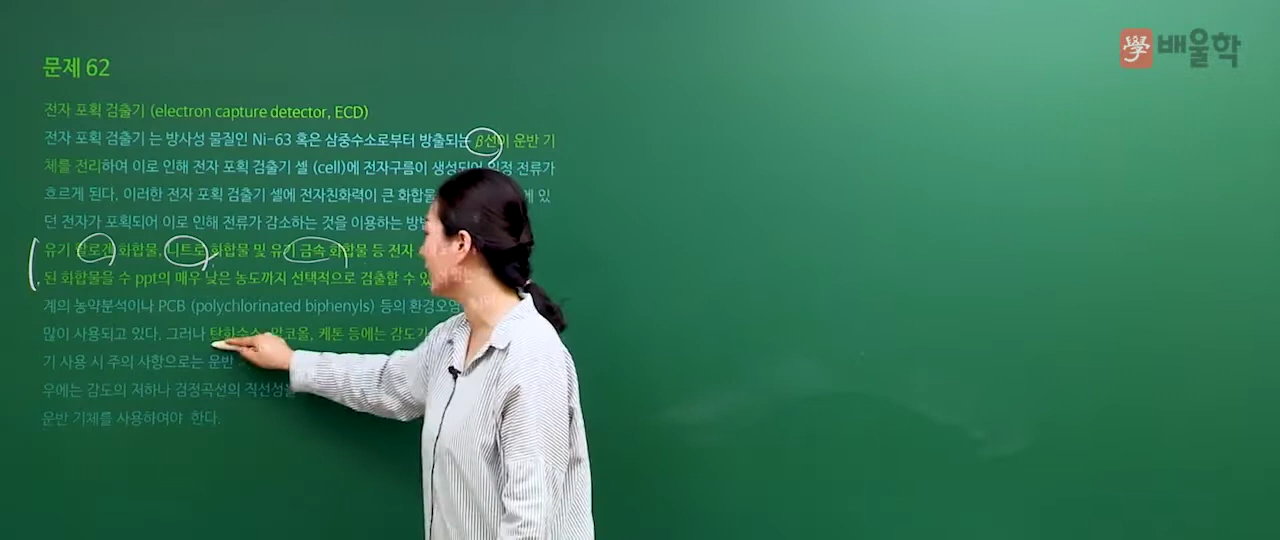 學 배울학
문제 62
전자 포획 검출기 (electron capture detector, ECD)
전자 포획 검출기 는 방사성 물질인 Ni-63 혹은 삼중수소로부터 방출되는 β선이 운반 기
체를 전리하여 이로 인해 전자 포획 검출기 셀 (cell)에 전자구름이 생성되어 일정 전류가
흐르게 된다. 이러한 전자 포획 검출기 셀에 전자친화력이 큰 화합물 에 있
던 전자가 포획되어 이로 인해 전류가 감소하는 것을 이용하는 방법
유기 할로겐 화합물, 니트로 화합물 및 유기 금속 화합물 등 전자
된 화합물을 수 ppt의 매우 낮은 농도까지 선택적으로 검출할 수
계의 농약분석이나 PCB (polychlorinated biphenyls) 등의 환경오염
많이 사용되고 있다. 그러나 탄화수소, 알코올, 케톤 등에는 감도가
기 사용 시 주의 사항으로는 운반
우에는 감도의 저하나 검정곡선의 직선성을
운반 기체를 사용하여야 한다.